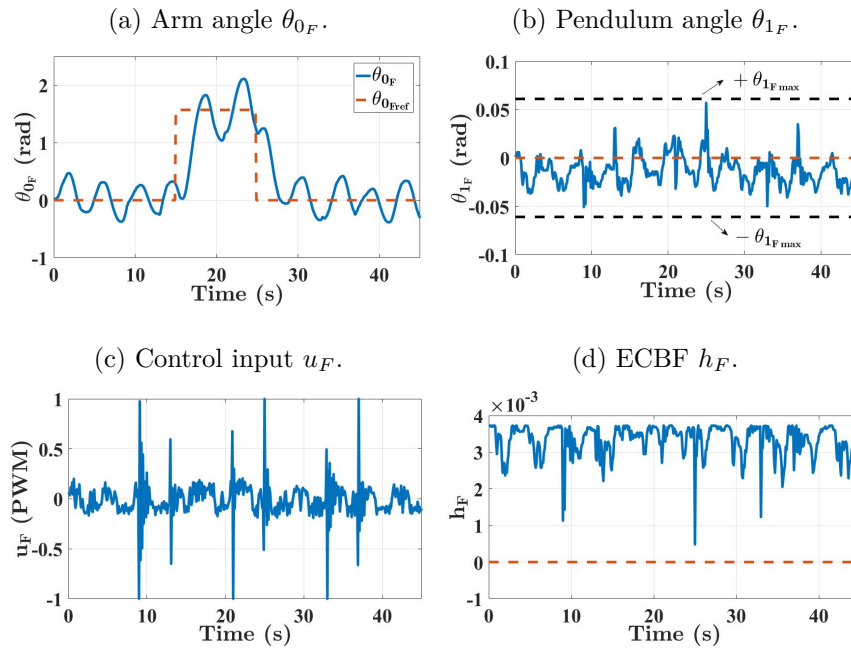 (a) Arm angle θ0F.
(b) Pendulum angle θ1F.
θ0F (rad)
2
1
0
-1
θ0F
θ0Fref
0
10
20
30
40
Time (s)
θ1F (rad)
0.1
0.05
0
-0.05
-0.1
+ θ1F max
− θ1F max
0
10
20
30
40
Time (s)
(c) Control input uF.
(d) ECBF hF.
uF (PWM)
1
0.5
0
-0.5
-1
0
10
20
30
40
Time (s)
×10-3
hF
4
3
2
1
0
-1
0
10
20
30
40
Time (s)